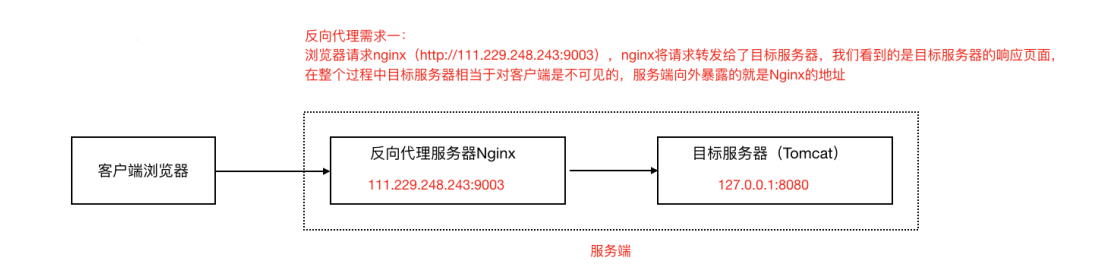 反向代理需求一：
浏览器请求nginx（http://111.229.248.243:9003），nginx将请求转发给了目标服务器，我们看到的是目标服务器的响应页面，
在整个过程中目标服务器相当于对客户端是不可见的，服务端向外暴露的就是Nginx的地址
客户端浏览器
反向代理服务器Nginx
111.229.248.243:9003
目标服务器（Tomcat）
127.0.0.1:8080
服务端